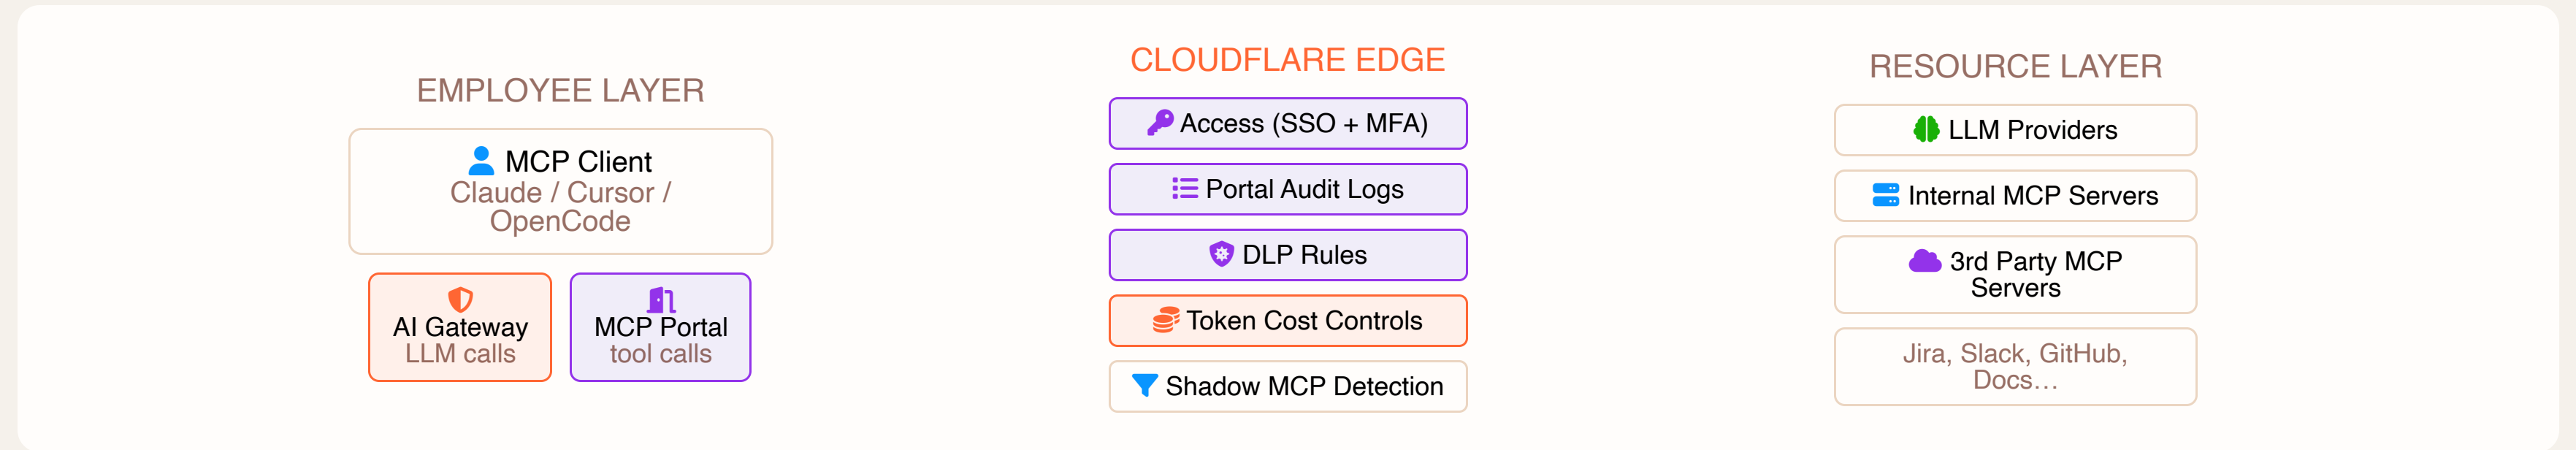 EMPLOYEE LAYER
MCP Client
Claude / Cursor /
OpenCode
AI Gateway
LLM calls
MCP Portal
tool calls
CLOUDFLARE EDGE
Access (SSO + MFA)
Portal Audit Logs
DLP Rules
Token Cost Controls
Shadow MCP Detection
RESOURCE LAYER
LLM Providers
Internal MCP Servers
3rd Party MCP
Servers
Jira, Slack, GitHub,
Docs...